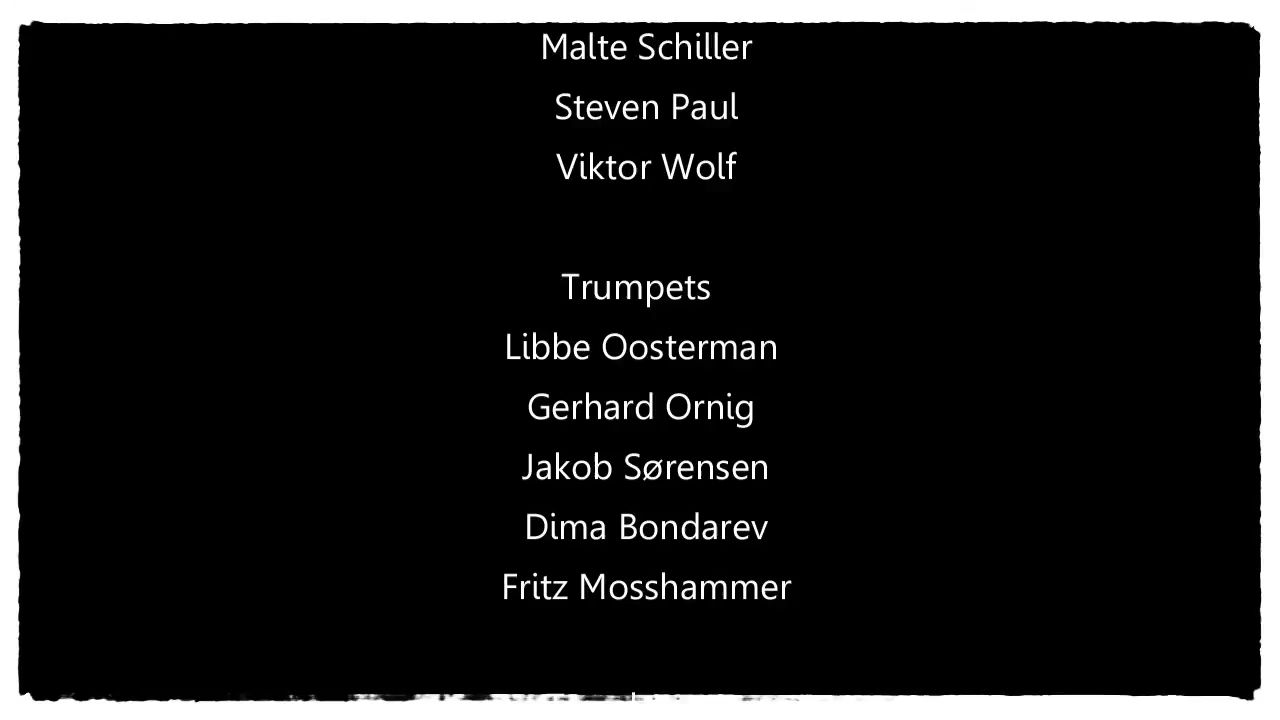 Malte Schiller
Steven Paul
Viktor Wolf
Trumpets
Libbe Oosterman
Gerhard Ornig
Jakob Sørensen
Dima Bondarev
Fritz Mosshammer